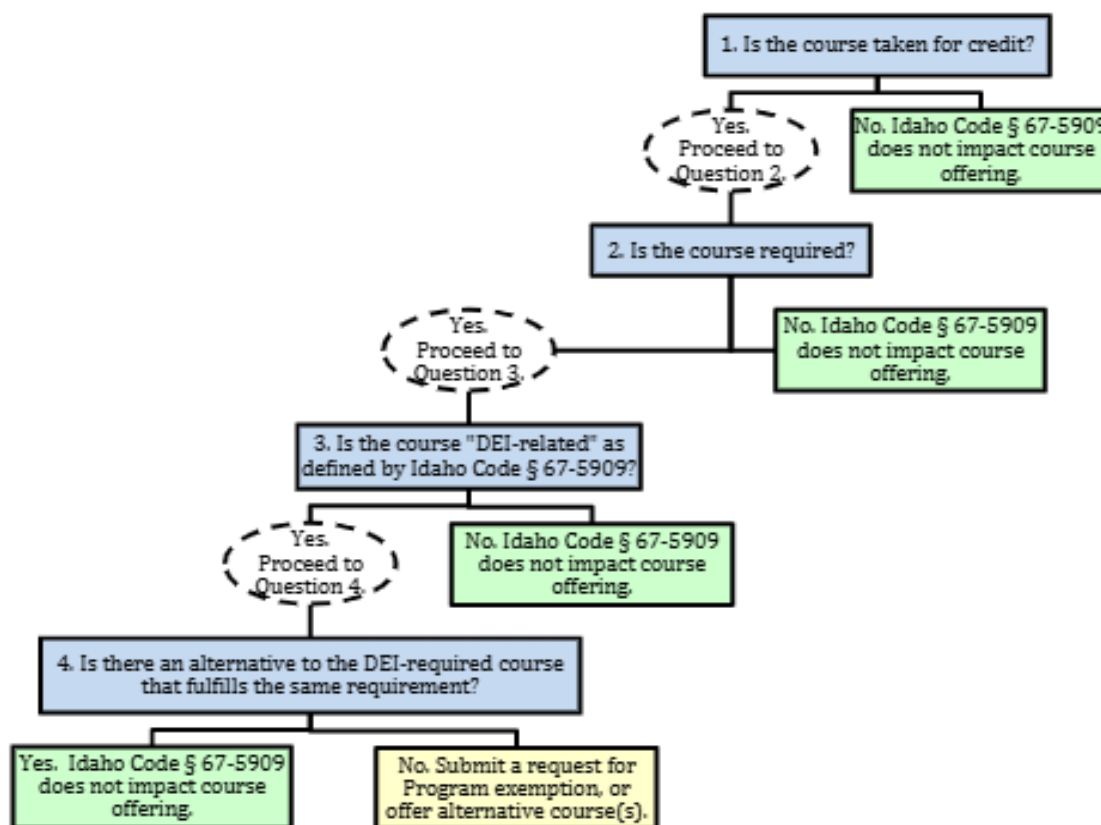 1. Is the course taken for credit?
Yes.
Proceed to
Question 2.
No. Idaho Code § 67-5909
does not impact course
offering.
2. Is the course required?
Yes.
Proceed to
Question 3.
No. Idaho Code § 67-5909
does not impact course
offering.
3. Is the course "DEI-related" as
defined by Idaho Code § 67-5909?
Yes.
Proceed to
Question 4.
No. Idaho Code § 67-5909
does not impact course
offering.
4. Is there an alternative to the DEI-required course
that fulfills the same requirement?
Yes. Idaho Code § 67-5909
does not impact course
offering.
No. Submit a request for
Program exemption, or
offer alternative course(s).